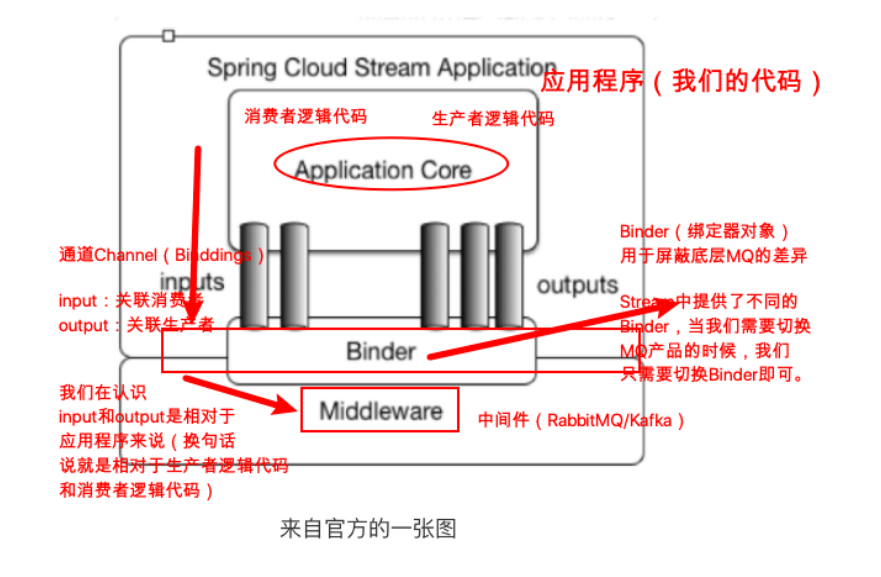 Spring Cloud Stream Application
应用程序（我们的代码）
消费者逻辑代码
生产者逻辑代码
Application Core
通道Channel（Binddings）
inputs
input：关联消费者
output：关联生产者
Binder（绑定器对象）
用于屏蔽底层MQ的差异
outputs
Stream中提供了不同的
Binder，当我们需要切换
MQ产品的时候，我们
只需要切换Binder即可。
Binder
我们在认识
input和output是相对于
应用程序来说（换句话
说就是相对于生产者逻辑代码
和消费者逻辑代码）
Middleware
中间件（RabbitMQ/Kafka）
来自官方的一张图